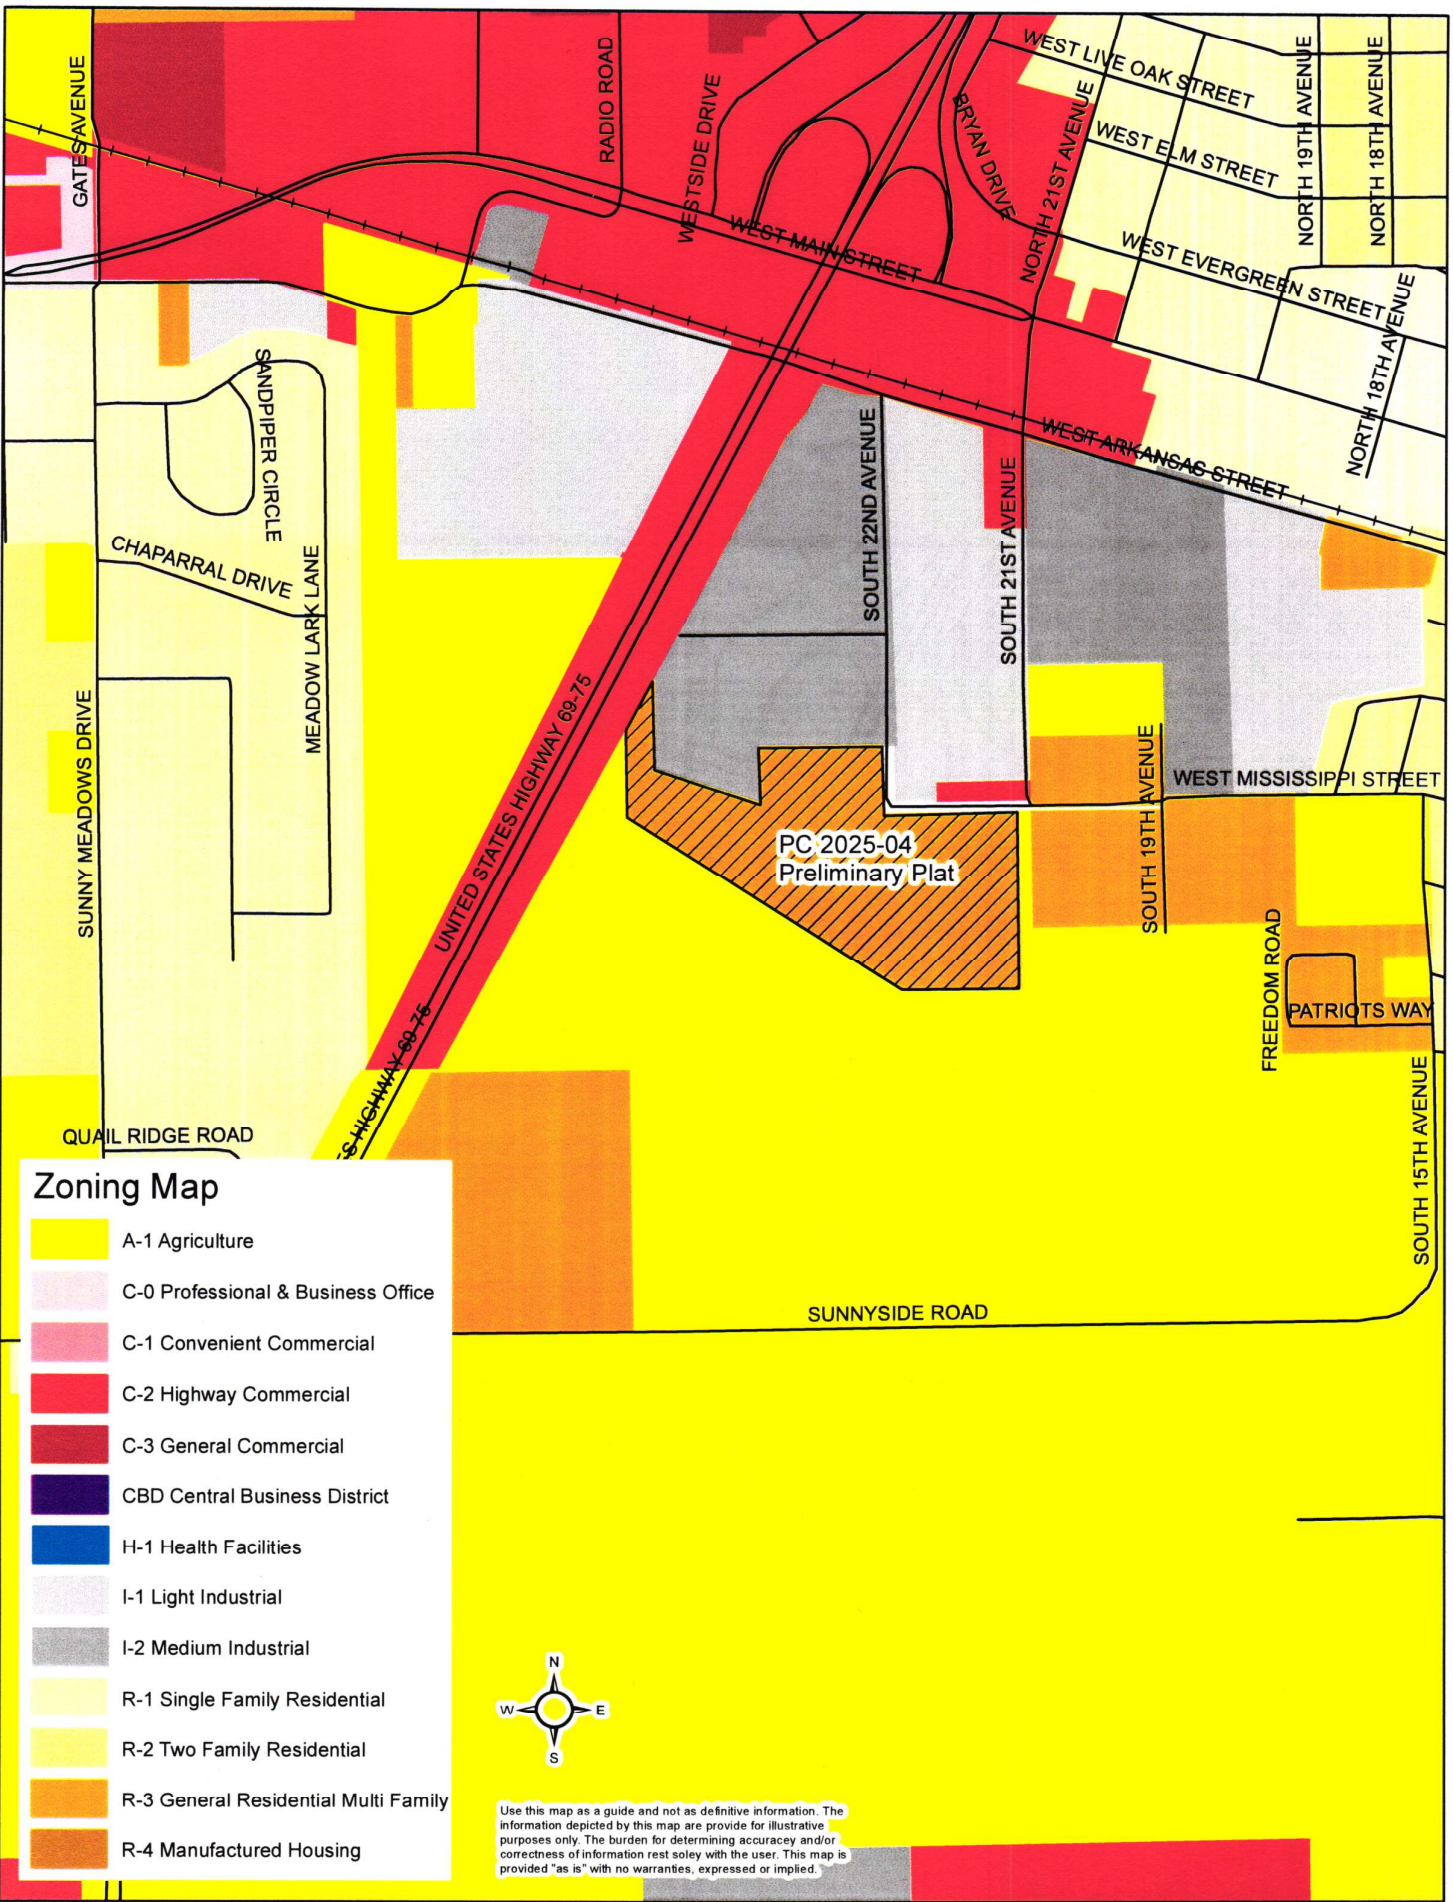 WEST LIVE OAK STREET
NORTH 19TH AVENUE
NORTH 18TH AVENUE
GATES AVENUE
RADIO ROAD
WESTSIDE DRIVE
BRYAN DRIVE
NORTH 21ST AVENUE
WEST ELM STREET
WEST MAIN STREET
WEST EVERGREEN STREET
NORTH 18TH AVENUE
SANDPIPER CIRCLE
WEST ARKANSAS STREET
SOUTH 22ND AVENUE
SOUTH 21ST AVENUE
CHAPARRAL DRIVE
MEADOW LARK LANE
SUNNY MEADOWS DRIVE
UNITED STATES HIGHWAY 69-75
SOUTH 19TH AVENUE
WEST MISSISSIPPI STREET
PC 2025-04
Preliminary Plat
FREEDOM ROAD
PATRIOTS WAY
ES HIGHWAY 69-75
SOUTH 15TH AVENUE
QUAIL RIDGE ROAD
SUNNYSIDE ROAD
Zoning Map
A-1 Agriculture
C-0 Professional & Business Office
C-1 Convenient Commercial
C-2 Highway Commercial
C-3 General Commercial
CBD Central Business District
H-1 Health Facilities
I-1 Light Industrial
I-2 Medium Industrial
R-1 Single Family Residential
R-2 Two Family Residential
R-3 General Residential Multi Family
R-4 Manufactured Housing
N
W
E
S
Use this map as a guide and not as definitive information. The
information depicted by this map are provide for illustrative
purposes only. The burden for determining accuracey and/or
correctness of information rest soley with the user. This map is
provided "as is" with no warranties, expressed or implied.